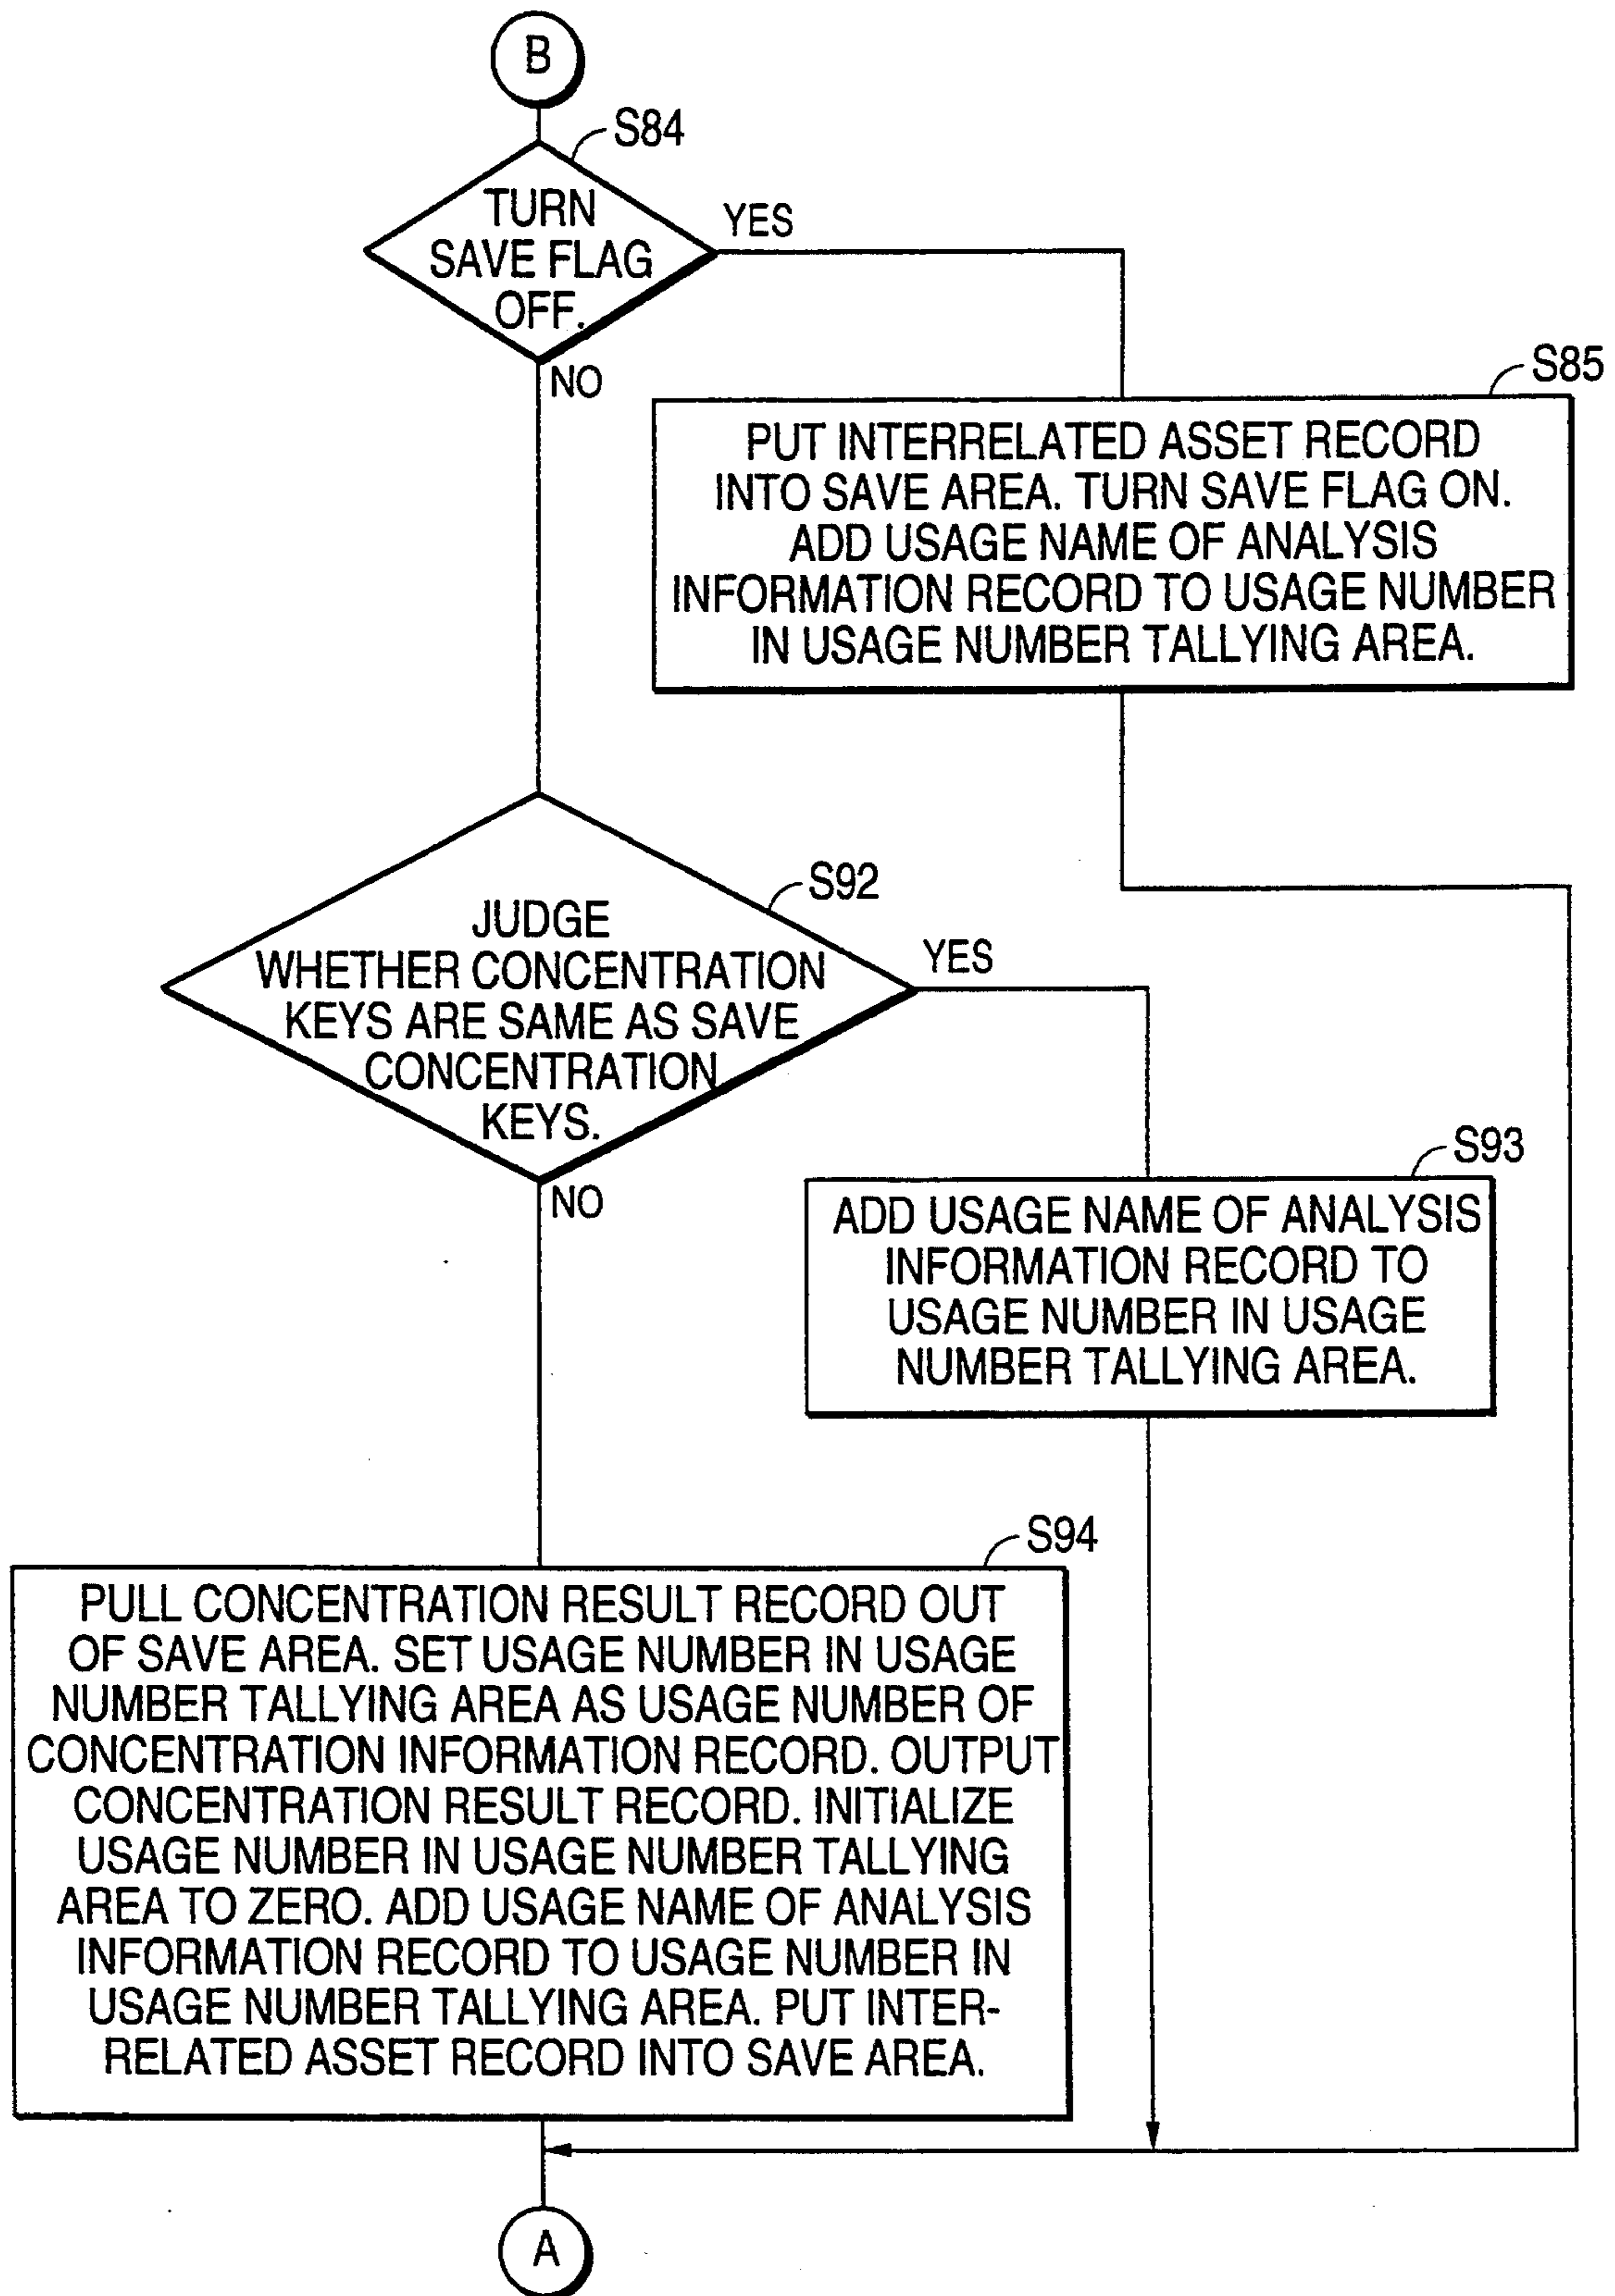 B
S84
TURN
SAVE FLAG
OFF.
YES
NO
S85
PUT INTERRELATED ASSET RECORD
INTO SAVE AREA. TURN SAVE FLAG ON.
ADD USAGE NAME OF ANALYSIS
INFORMATION RECORD TO USAGE NUMBER
IN USAGE NUMBER TALLYING AREA.
S92
JUDGE
WHETHER CONCENTRATION
KEYS ARE SAME AS SAVE
CONCENTRATION
KEYS.
YES
NO
S93
ADD USAGE NAME OF ANALYSIS
INFORMATION RECORD TO
USAGE NUMBER IN USAGE
NUMBER TALLYING AREA.
S94
PULL CONCENTRATION RESULT RECORD OUT
OF SAVE AREA. SET USAGE NUMBER IN USAGE
NUMBER TALLYING AREA AS USAGE NUMBER OF
CONCENTRATION INFORMATION RECORD. OUTPUT
CONCENTRATION RESULT RECORD. INITIALIZE
USAGE NUMBER IN USAGE NUMBER TALLYING
AREA TO ZERO. ADD USAGE NAME OF ANALYSIS
INFORMATION RECORD TO USAGE NUMBER IN
USAGE NUMBER TALLYING AREA. PUT INTER-
RELATED ASSET RECORD INTO SAVE AREA.
A